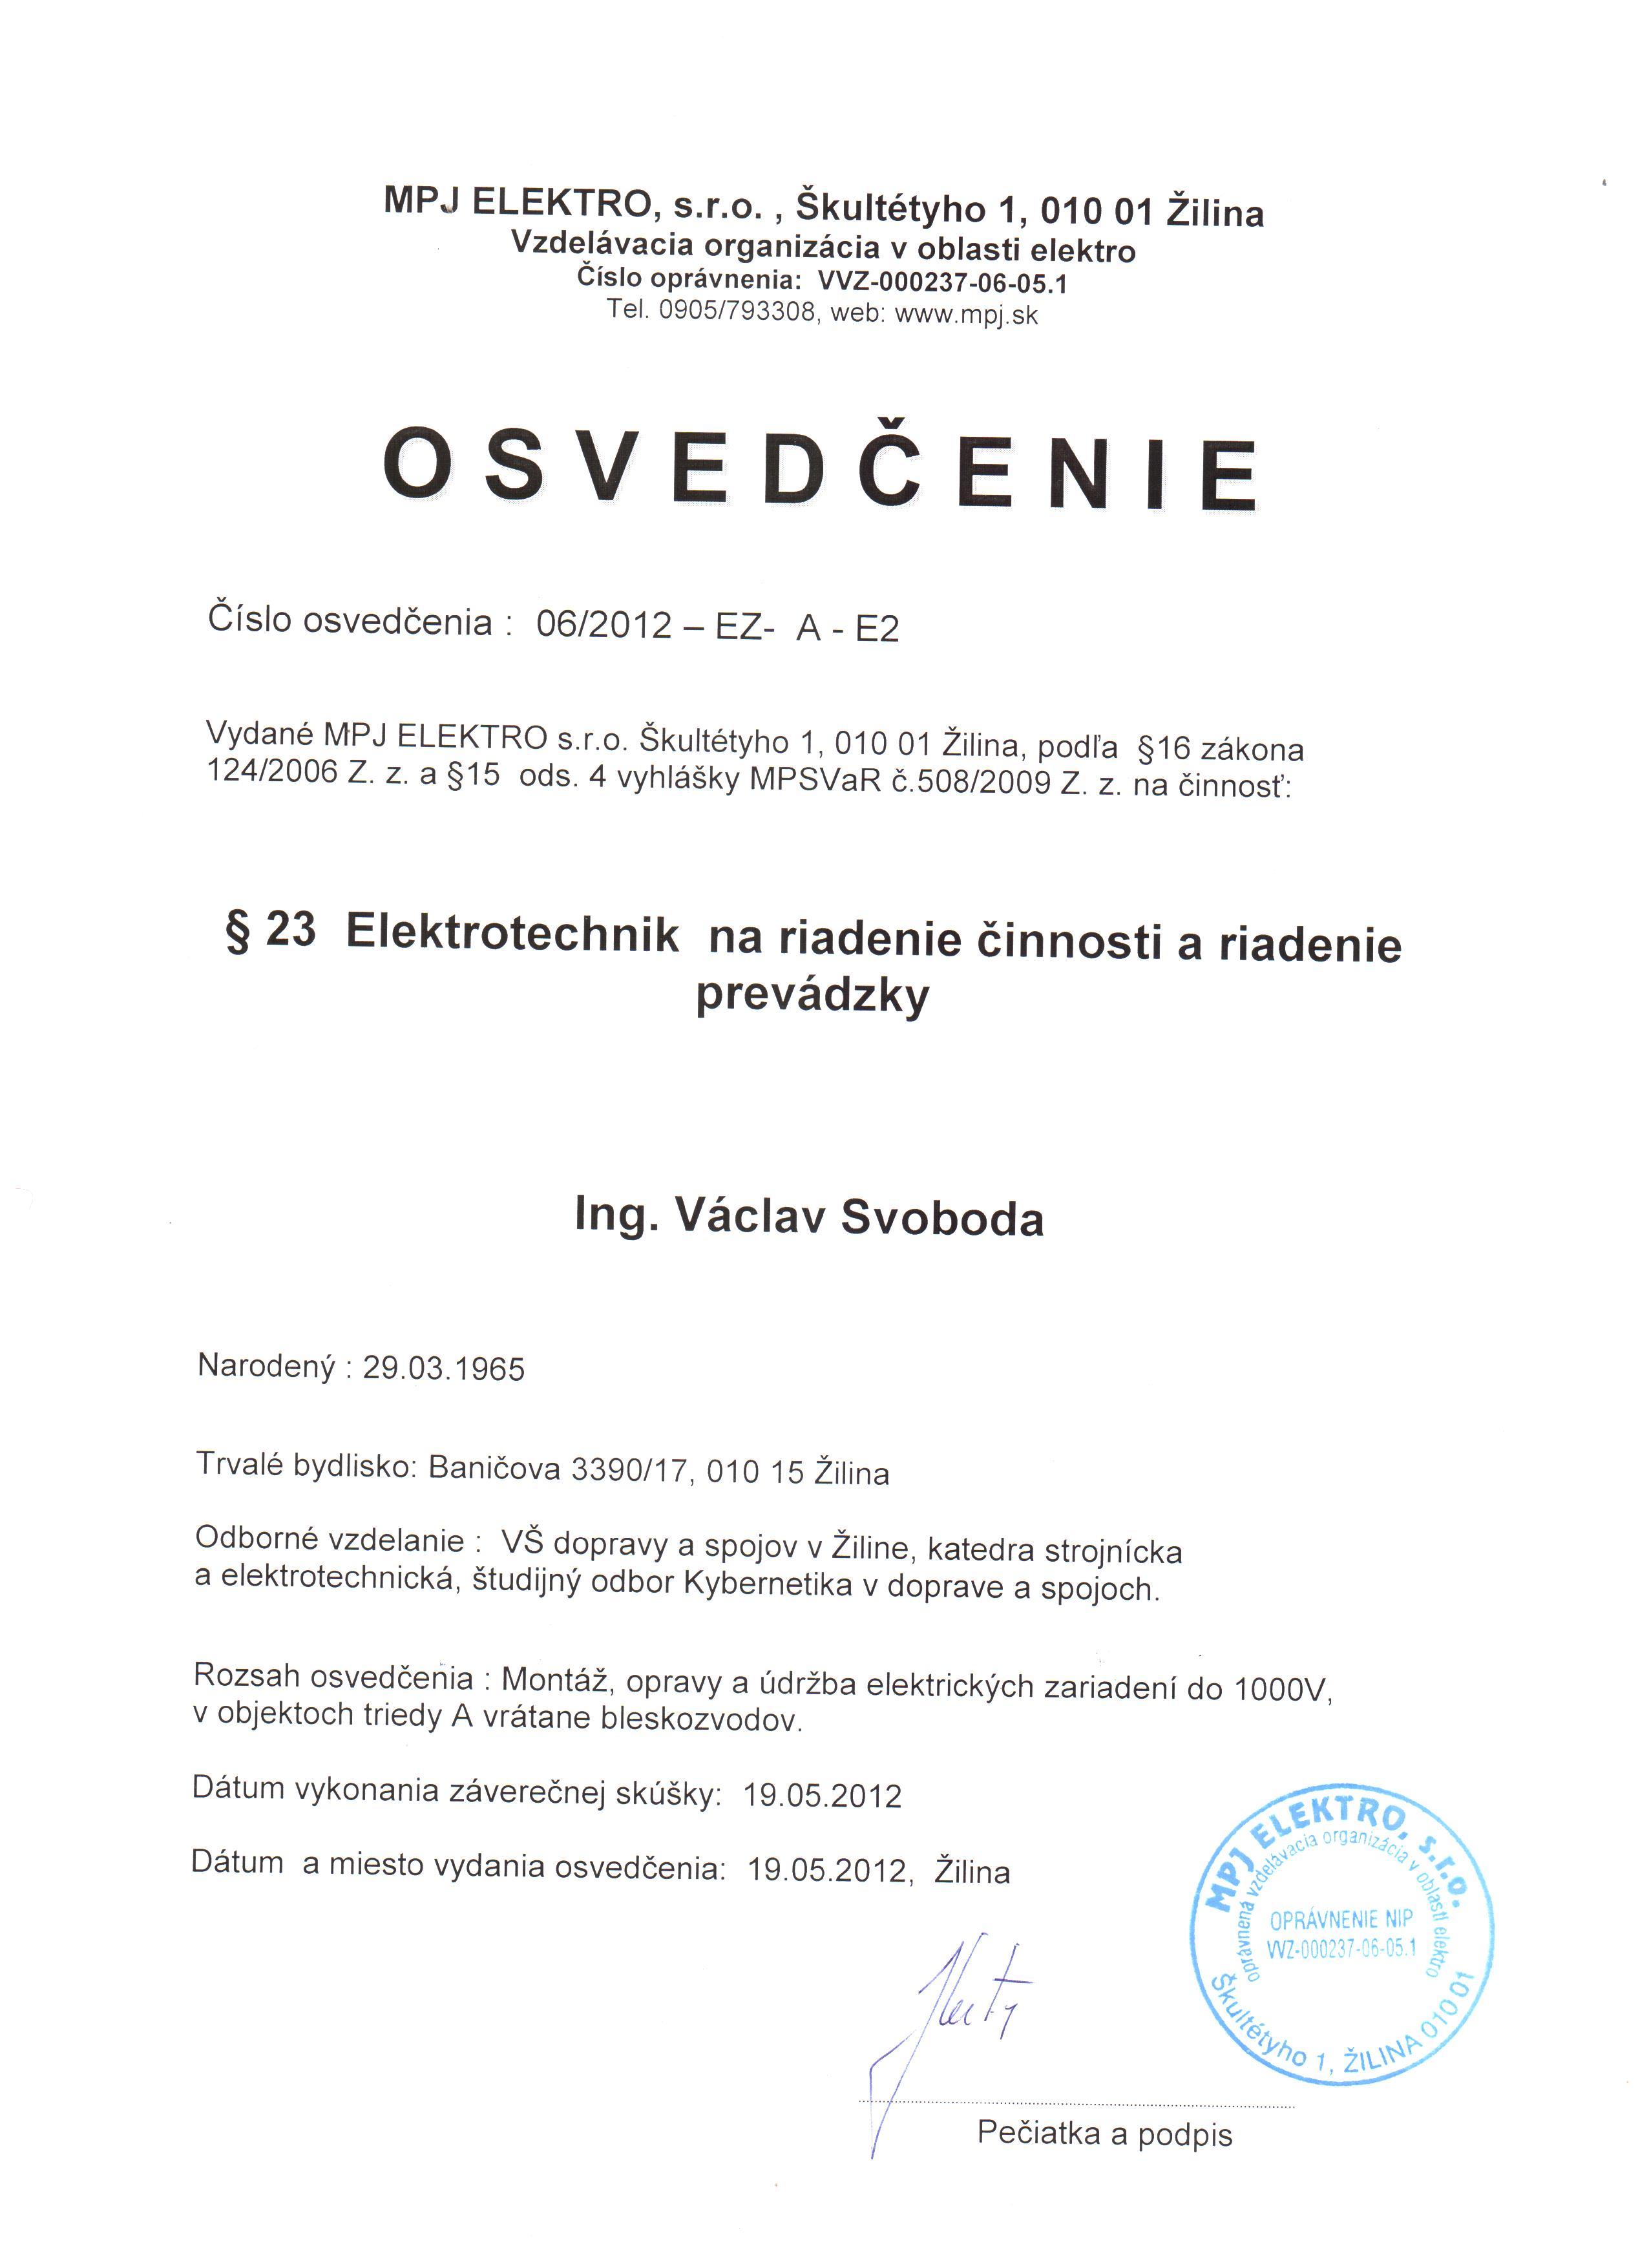 MPJ ELEKTRO, s.r.o. , Škultétyho 1, 010 01 Žilina
Vzdelávacia organizácia v oblasti elektro
Číslo oprávnenia: VVZ-000237-06-05.1
Tel. 0905/793308, web: www.mpj.sk
OSVEDČENIE
Číslo osvedčenia : 06/2012 – EZ- A - E2
Vydané MPJ ELEKTRO s.r.o. Škultétyho 1, 010 01 Žilina, podľa §16 zákona
124/2006 Z. z. a §15 ods. 4 vyhlášky MPSVaR č.508/2009 Z. z. na činnosť:
§ 23 Elektrotechnik na riadenie činnosti a riadenie
prevádzky
Ing. Václav Svoboda
Narodený : 29.03.1965
Trvalé bydlisko: Baničova 3390/17, 010 15 Žilina
Odborné vzdelanie : VŠ dopravy a spojov v Žiline, katedra strojnícka
a elektrotechnická, študijný odbor Kybernetika v doprave a spojoch.
Rozsah osvedčenia : Montáž, opravy a údržba elektrických zariadení do 1000V,
v objektoch triedy A vrátane bleskozvodov.
Dátum vykonania záverečnej skúšky: 19.05.2012
Dátum a miesto vydania osvedčenia: 19.05.2012, Žilina
MPJ ELEKTRO, s.r.o.
oprávnená vzdelávacia organizácia v oblasti elektro
OPRÁVNENIE NIP
VVZ-000237-06-05.1
Škultétyho 1, ŽILINA 010 01
Pečiatka a podpis